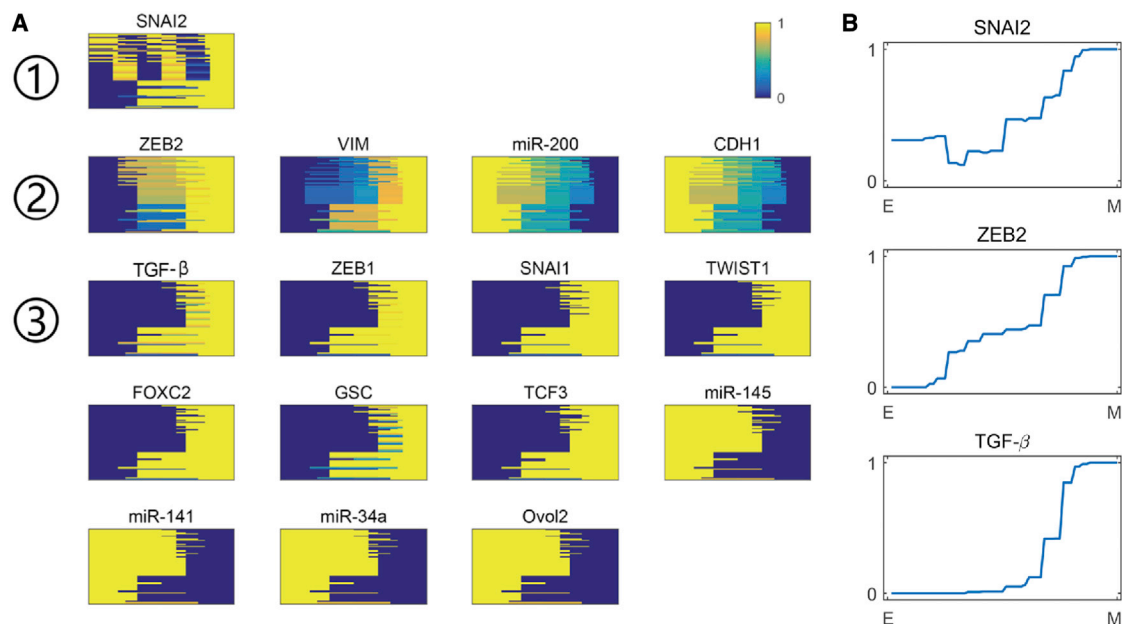 A
SNAI2
①
1
0
ZEB2
VIM
miR-200
CDH1
②
TGF-β
ZEB1
SNAI1
TWIST1
③
FOXC2
GSC
TCF3
miR-145
miR-141
miR-34a
Ovol2
B
SNAI2
1
0
E
M
ZEB2
1
0
E
M
TGF-β
1
0
E
M